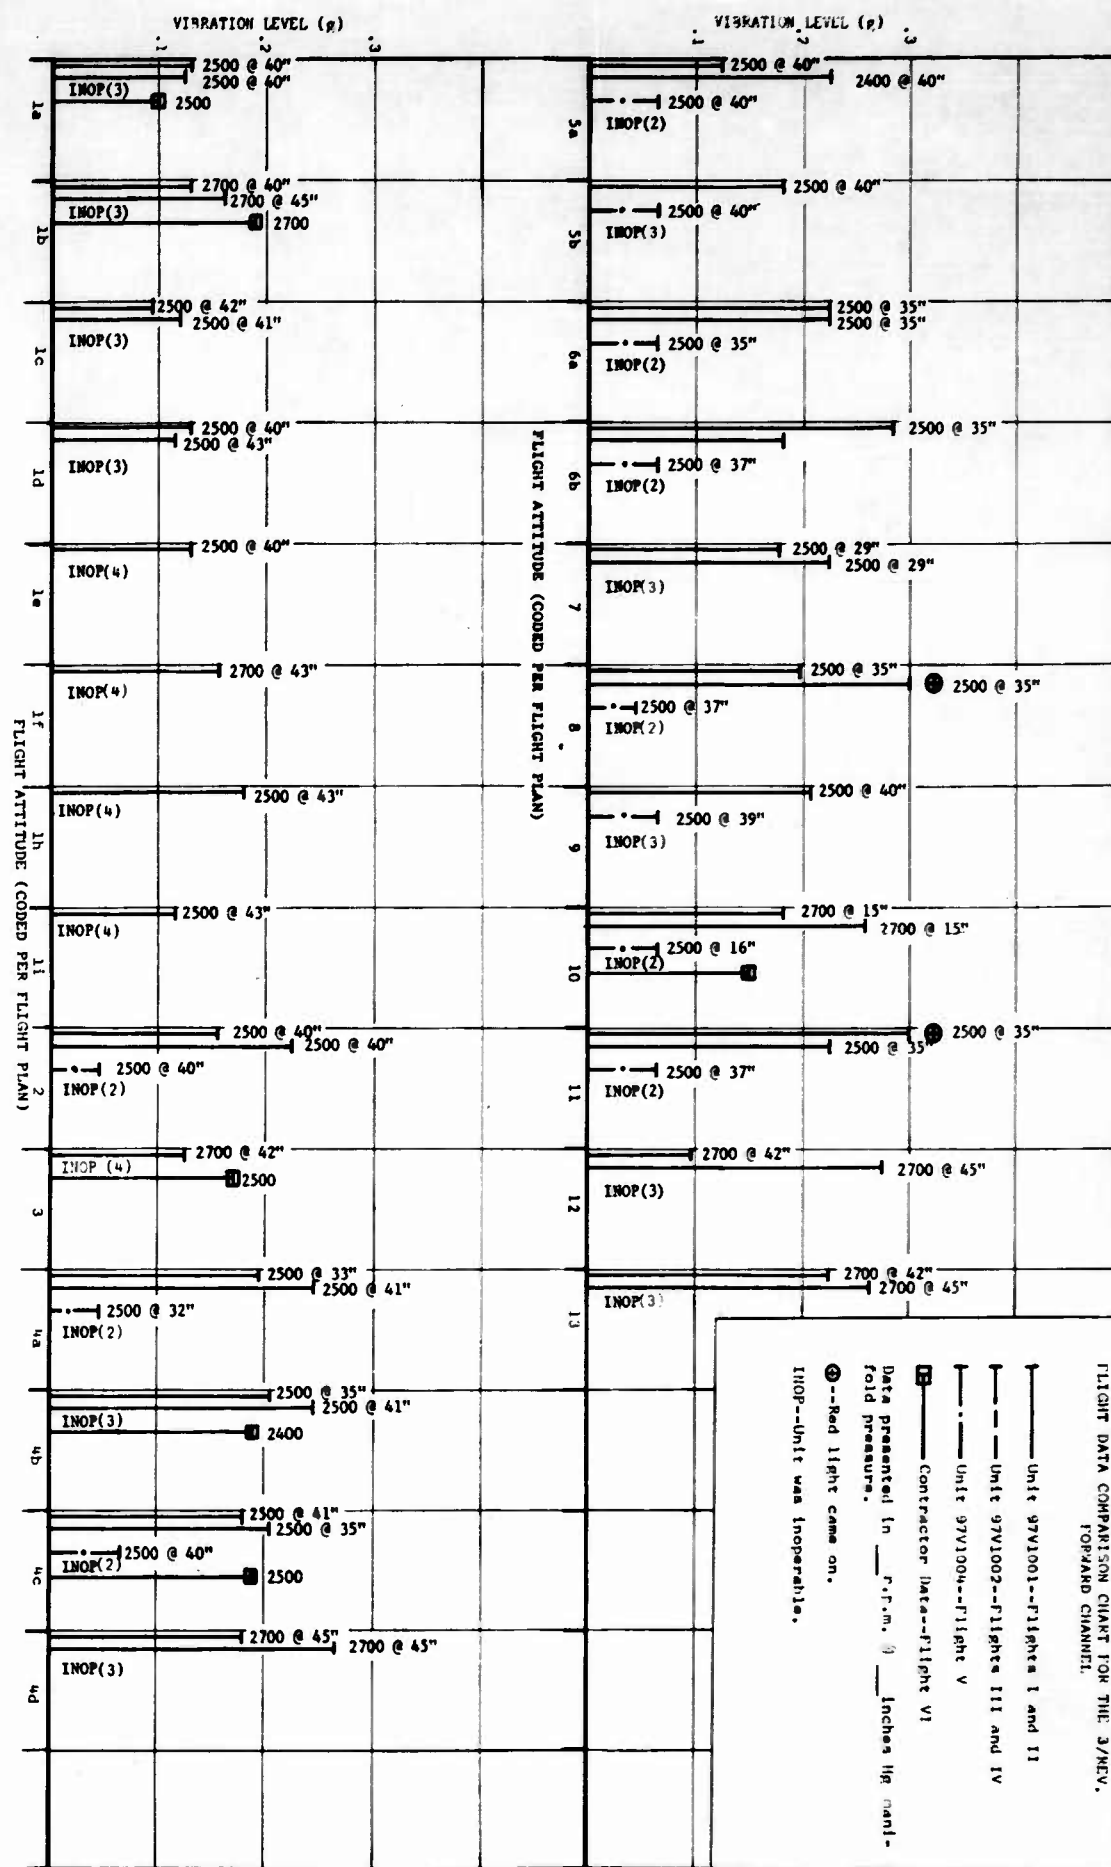 VIBRATION LEVEL (g)
.1
.2
.3
1a
2500 @ 40"
2500 @ 40"
INOP(3)
2500
1b
2700 @ 40"
2700 @ 45"
INOP(3)
2700
1c
2500 @ 42"
2500 @ 41"
INOP(3)
1d
2500 @ 40"
2500 @ 43"
INOP(3)
1e
2500 @ 40"
INOP(4)
1f
2700 @ 43"
INOP(4)
1h
2500 @ 43"
INOP(4)
1i
2500 @ 43"
INOP(4)
2
2500 @ 40"
2500 @ 40"
2500 @ 40"
INOP(2)
3
2700 @ 42"
INOP (4)
2500
4a
2500 @ 33"
2500 @ 41"
2500 @ 32"
INOP(2)
4b
2500 @ 35"
2500 @ 41"
INOP(3)
2400
4c
2500 @ 41"
2500 @ 35"
2500 @ 40"
INOP(2)
2500
4d
2700 @ 45"
2700 @ 45"
INOP(3)
FLIGHT ATTITUDE (CODED PER FLIGHT PLAN)
VIBRATION LEVEL (g)
.1
.2
.3
5a
2500 @ 40"
2400 @ 40"
2500 @ 40"
INOP(2)
5b
2500 @ 40"
2500 @ 40"
INOP(3)
6a
2500 @ 35"
2500 @ 35"
2500 @ 35"
INOP(2)
6b
2500 @ 35"
2500 @ 37"
INOP(2)
7
2500 @ 29"
2500 @ 29"
INOP(3)
8
2500 @ 35"
2500 @ 35"
2500 @ 37"
INOP(2)
9
2500 @ 40"
2500 @ 39"
INOP(3)
10
2700 @ 15"
2700 @ 15"
2500 @ 16"
INOP(2)
11
2500 @ 35"
2500 @ 35"
2500 @ 37"
INOP(2)
12
2700 @ 42"
2700 @ 45"
INOP(3)
13
2700 @ 42"
2700 @ 45"
INOP(3)
FLIGHT ATTITUDE (CODED PER FLIGHT PLAN)
FLIGHT DATA COMPARISON CHART FOR THE 3/REV.
FORWARD CHANNEL
Unit 97V1001--Flights I and II
Unit 97V1002--Flights III and IV
Unit 97V1004--Flight V
Contractor Data--Flight VI
Data presented in ___ r.p.m. @ ___ inches Hg mani-
fold pressure.
⊕--Red light came on.
INOP--Unit was inoperable.